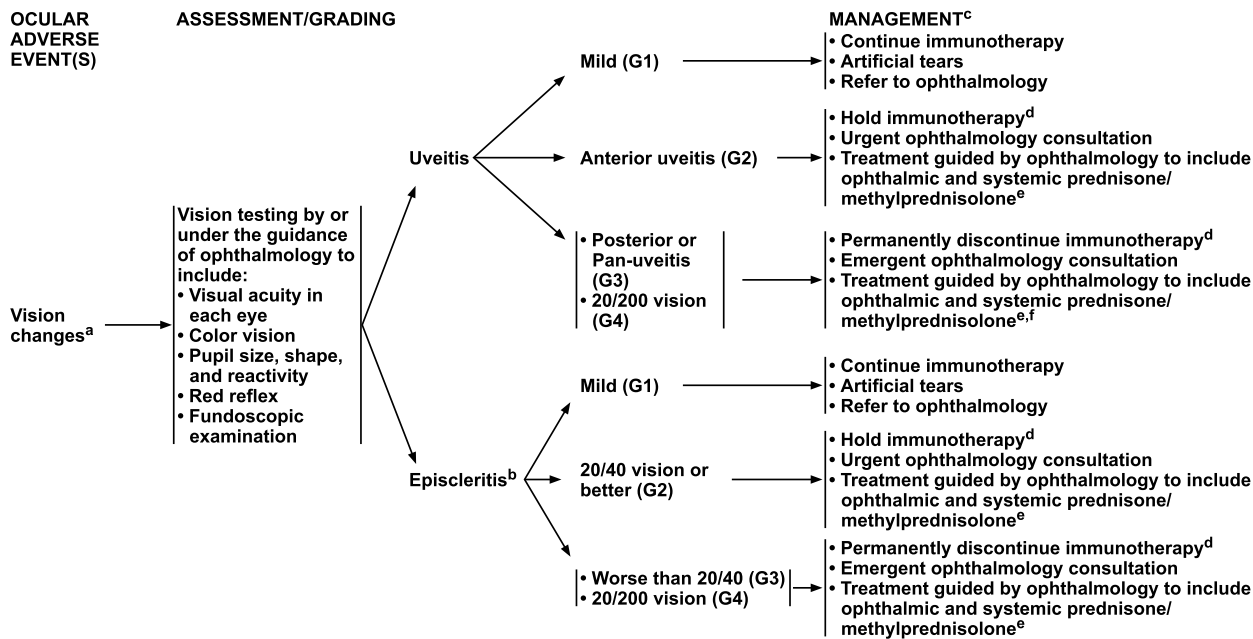 OCULAR
ADVERSE
EVENT(S)
ASSESSMENT/GRADING
MANAGEMENTc
Vision
changesa
Vision testing by or
under the guidance
of ophthalmology to
include:
• Visual acuity in
each eye
• Color vision
• Pupil size, shape,
and reactivity
• Red reflex
• Fundoscopic
examination
Uveitis
Mild (G1)
• Continue immunotherapy
• Artificial tears
• Refer to ophthalmology
Anterior uveitis (G2)
• Hold immunotherapyd
• Urgent ophthalmology consultation
• Treatment guided by ophthalmology to include
ophthalmic and systemic prednisone/
methylprednisolonee
• Posterior or
Pan-uveitis
(G3)
• 20/200 vision
(G4)
• Permanently discontinue immunotherapyd
• Emergent ophthalmology consultation
• Treatment guided by ophthalmology to include
ophthalmic and systemic prednisone/
methylprednisolonee,f
Episcleritisb
Mild (G1)
• Continue immunotherapy
• Artificial tears
• Refer to ophthalmology
20/40 vision or
better (G2)
• Hold immunotherapyd
• Urgent ophthalmology consultation
• Treatment guided by ophthalmology to include
ophthalmic and systemic prednisone/
methylprednisolonee
• Worse than 20/40 (G3)
• 20/200 vision (G4)
• Permanently discontinue immunotherapyd
• Emergent ophthalmology consultation
• Treatment guided by ophthalmology to include
ophthalmic and systemic prednisone/
methylprednisolonee